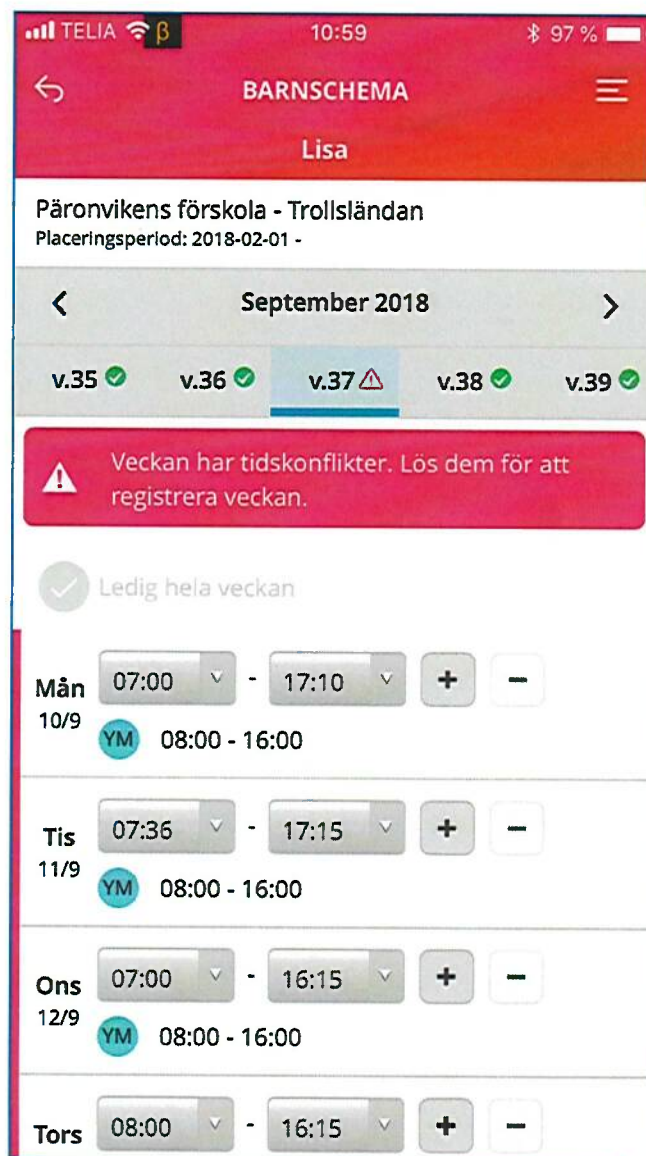 TELIA β 10:59 97 %
BARNSCHEMA
Lisa
Päronvikens förskola - Trollsländan
Placeringsperiod: 2018-02-01 -
September 2018
v.35 v.36 v.37 v.38 v.39
Veckan har tidskonflikter. Lös dem för att
registrera veckan.
Ledig hela veckan
Mån 07:00 - 17:10 + -
10/9
YM 08:00 - 16:00
Tis 07:36 - 17:15 + -
11/9
YM 08:00 - 16:00
Ons 07:00 - 16:15 + -
12/9
YM 08:00 - 16:00
Tors 08:00 - 16:15 + -